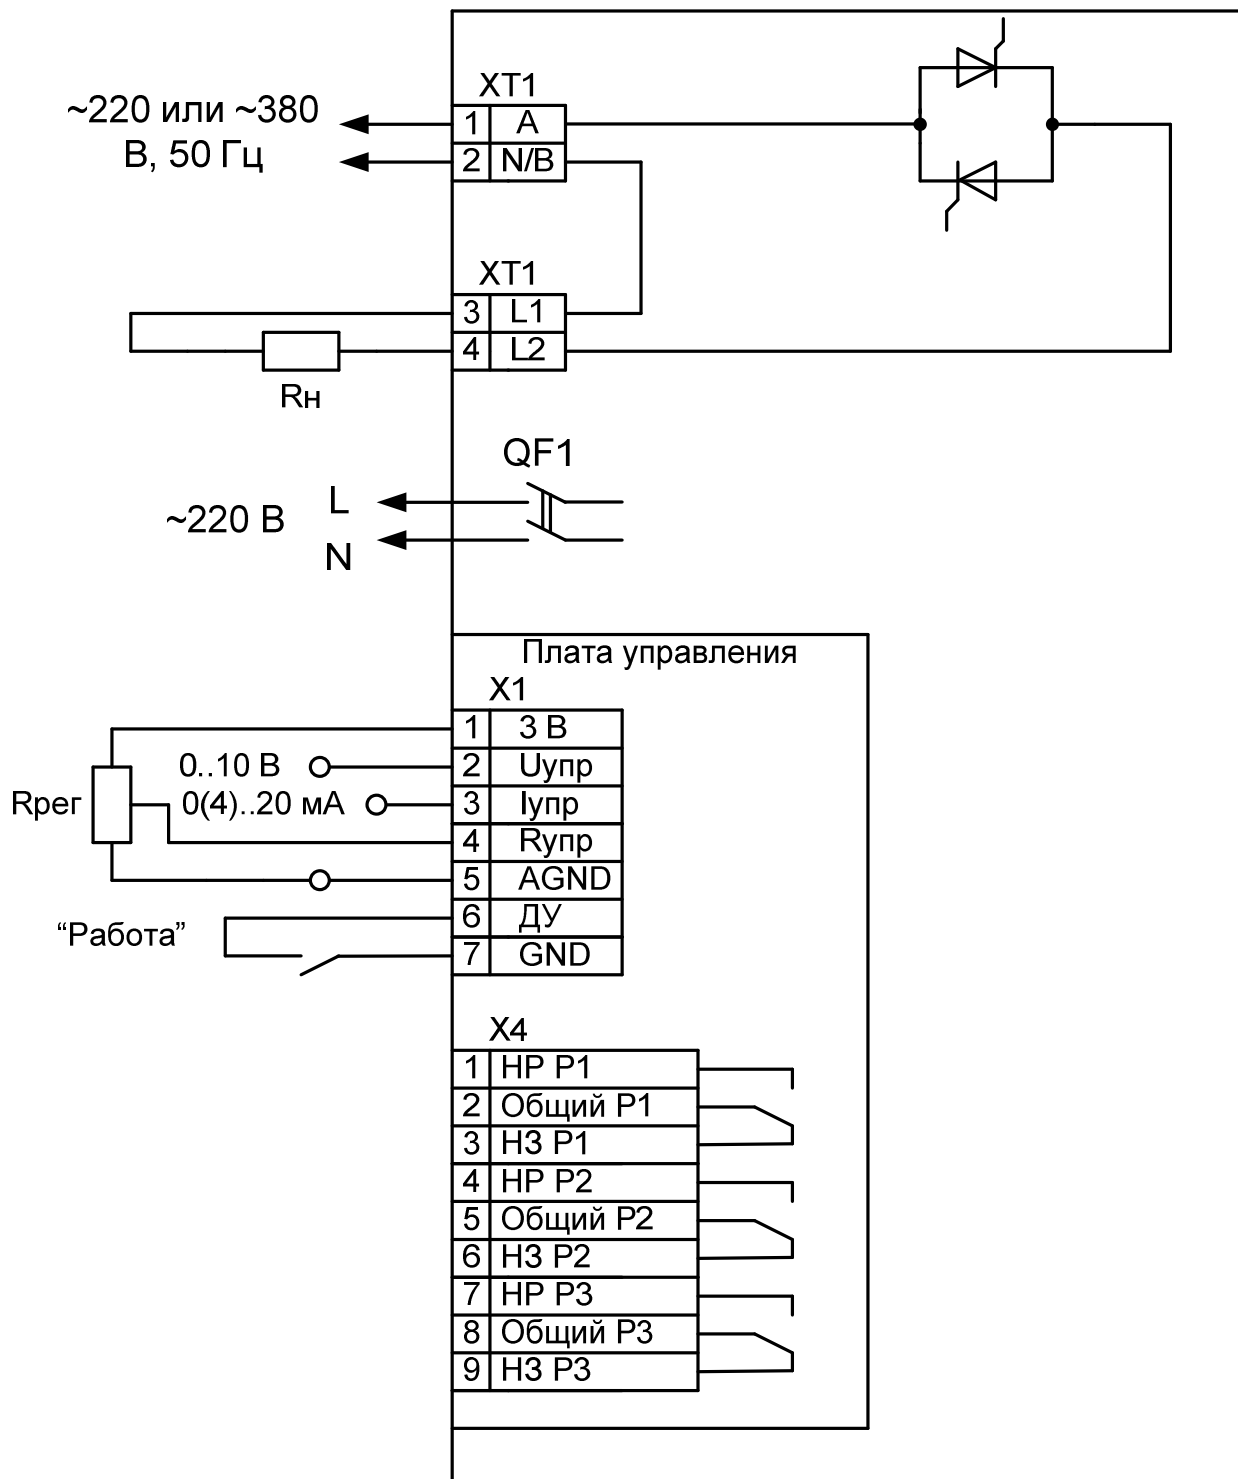 XT1
~220 или ~380
В, 50 Гц
1 A
2 N/B
XT1
3 L1
4 L2
Rн
QF1
~220 В
L
N
Плата управления
X1
1 3 В
0..10 В 2 Uупр
Rрег 0(4)..20 мА 3 Iупр
4 Rупр
5 AGND
6 ДУ
“Работа”
7 GND
X4
1 НР Р1
2 Общий Р1
3 НЗ Р1
4 НР Р2
5 Общий Р2
6 НЗ Р2
7 НР Р3
8 Общий Р3
9 НЗ Р3